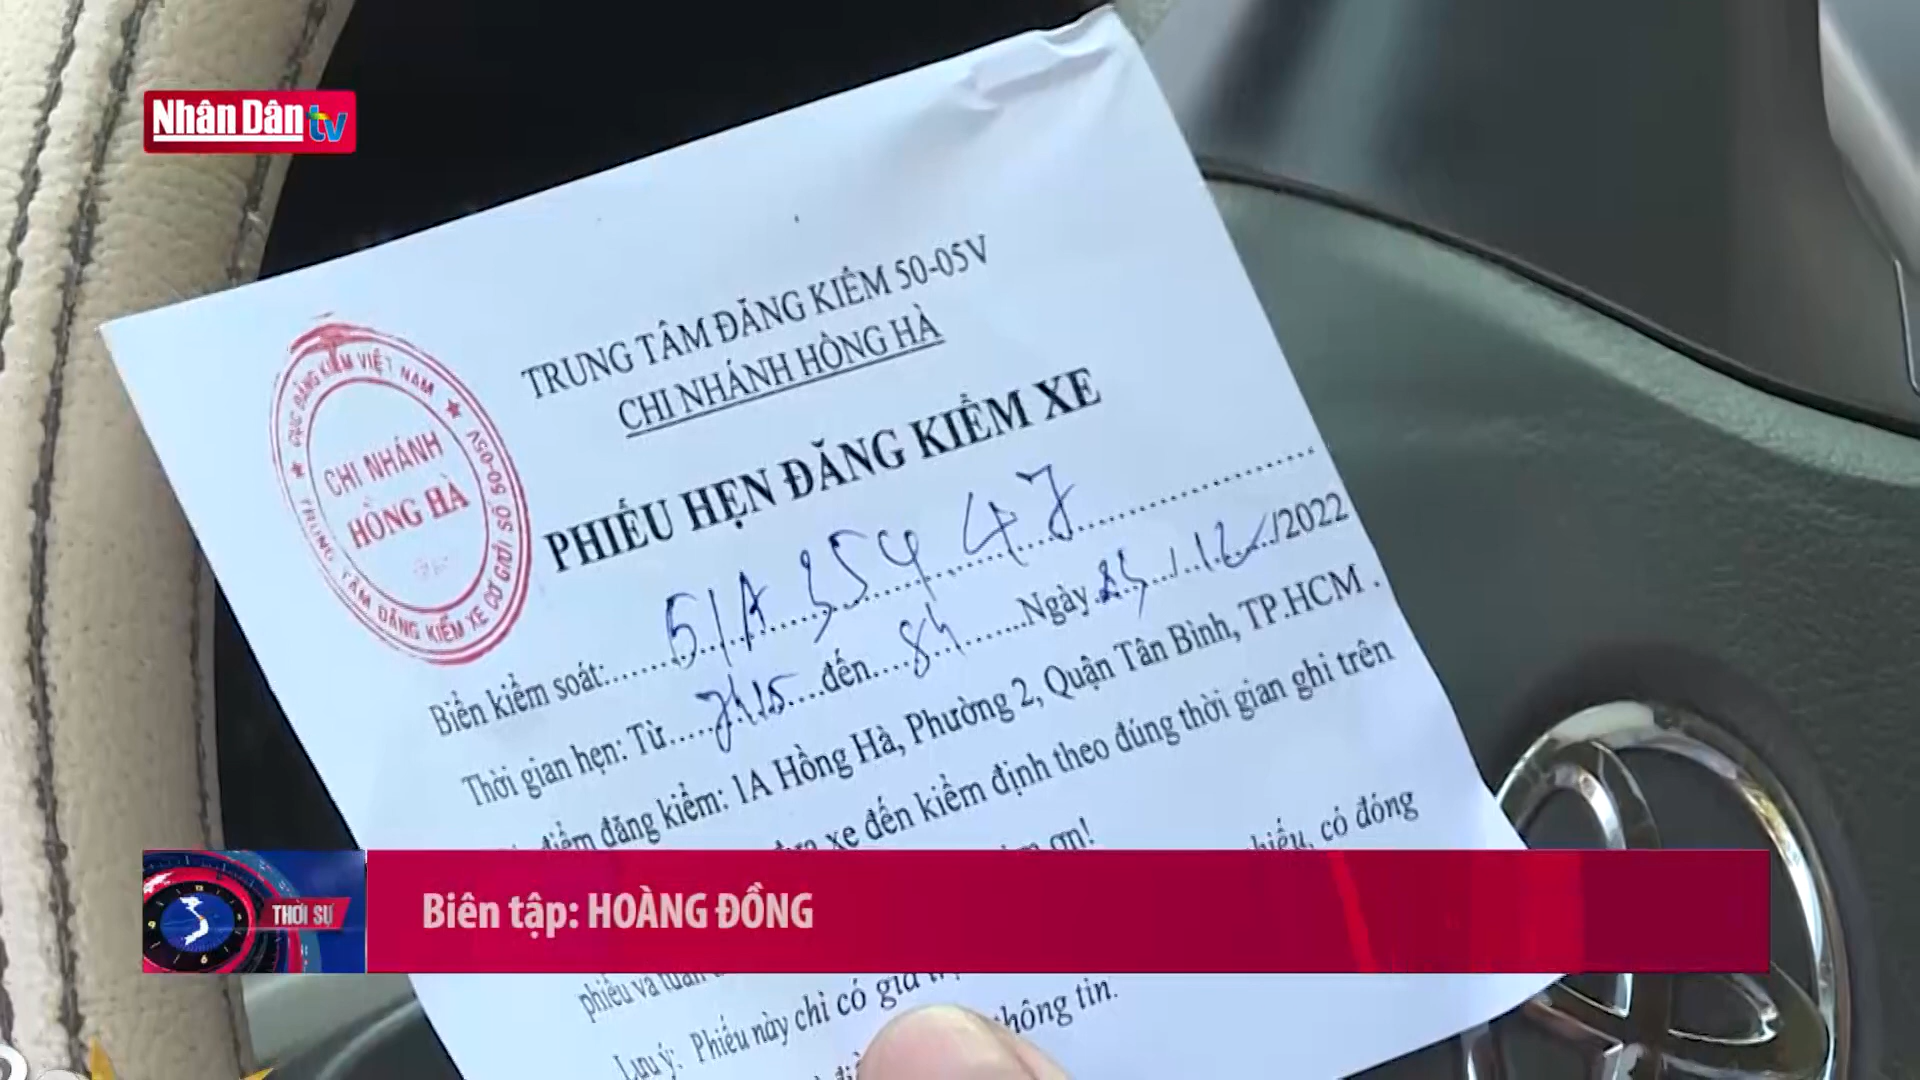 Nhân Dân tv
TRUNG TÂM ĐĂNG KIỂM 50-05V
CHI NHÁNH HỒNG HÀ
PHIẾU HẸN ĐĂNG KIỂM XE
CỤC ĐĂNG KIỂM VIỆT NAM
TRUNG TÂM ĐĂNG KIỂM XE CƠ GIỚI SỐ 50-05V
CHI NHÁNH
HỒNG HÀ
Biển kiểm soát: 51A 354 47
Thời gian hẹn: Từ 7h15 đến 8h Ngày 23/12/2022
điểm đăng kiểm: 1A Hồng Hà, Phường 2, Quận Tân Bình, TP.HCM.
xe đến kiểm định theo đúng thời gian ghi trên
ơn! phiếu, có đóng
THỜI SỰ
Biên tập: HOÀNG ĐỒNG
phiếu và
Lưu ý: Phiếu này chỉ có giá
thông tin.